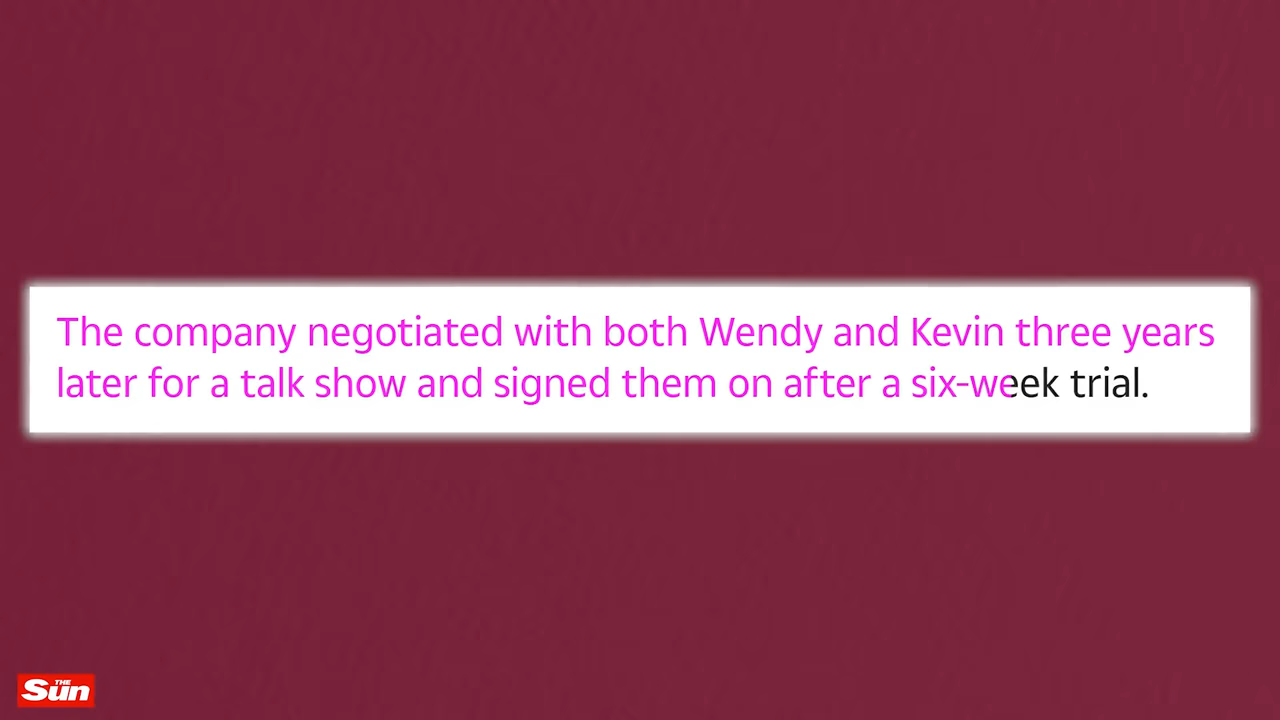 The company negotiated with both Wendy and Kevin three years
later for a talk show and signed them on after a six-week trial.
THE
Sun